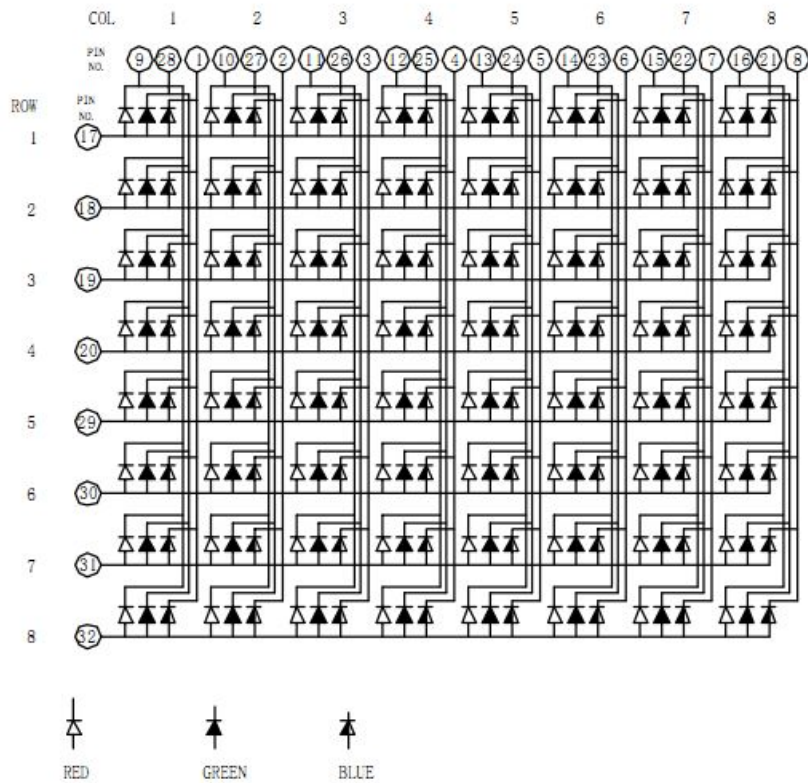 COL 1 2 3 4 5 6 7 8
PIN
NO.
9 28 1 10 27 2 11 26 3 12 25 4 13 24 5 14 23 6 15 22 7 16 21 8
ROW
PIN
NO.
1 17
2 18
3 19
4 20
5 29
6 30
7 31
8 32
RED GREEN BLUE